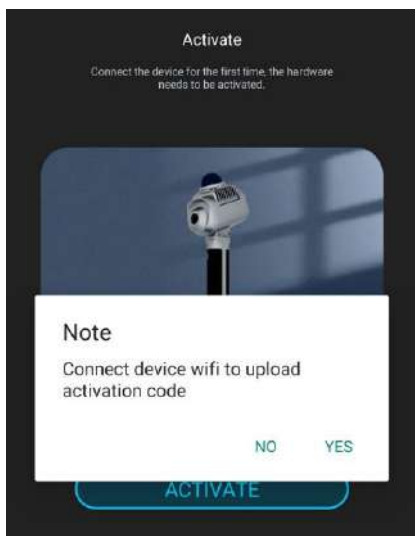 Activate
Connect the device for the first time, the hardware
needs to be activated.
Note
Connect device wifi to upload
activation code
NO
YES
ACTIVATE